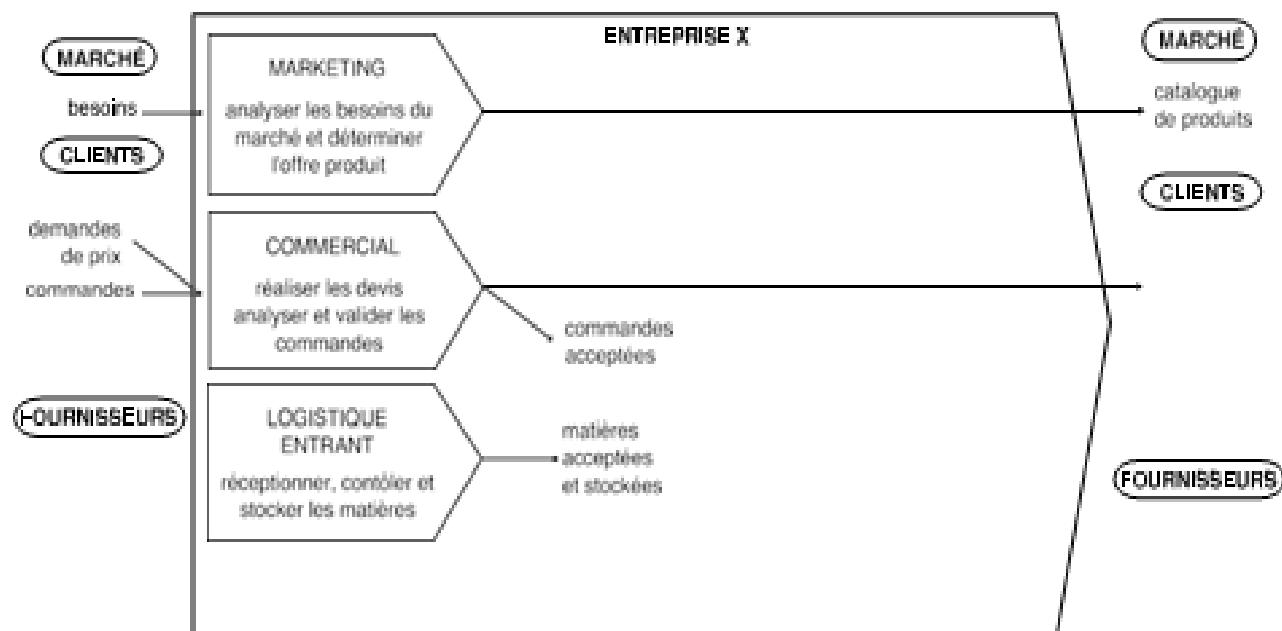 ENTREPRISE X
MARCHÉ
besoins
CLIENTS
demandes
de prix
commandes
FOURNISSEURS
MARKETING
analyser les besoins du
marché et déterminer
l'offre produit
COMMERCIAL
réaliser les devis
analyser et valider les
commandes
commandes
acceptées
LOGISTIQUE
ENTRANT
réceptionner, contôler et
stocker les matières
matières
acceptées
et stockées
MARCHÉ
catalogue
de produits
CLIENTS
FOURNISSEURS